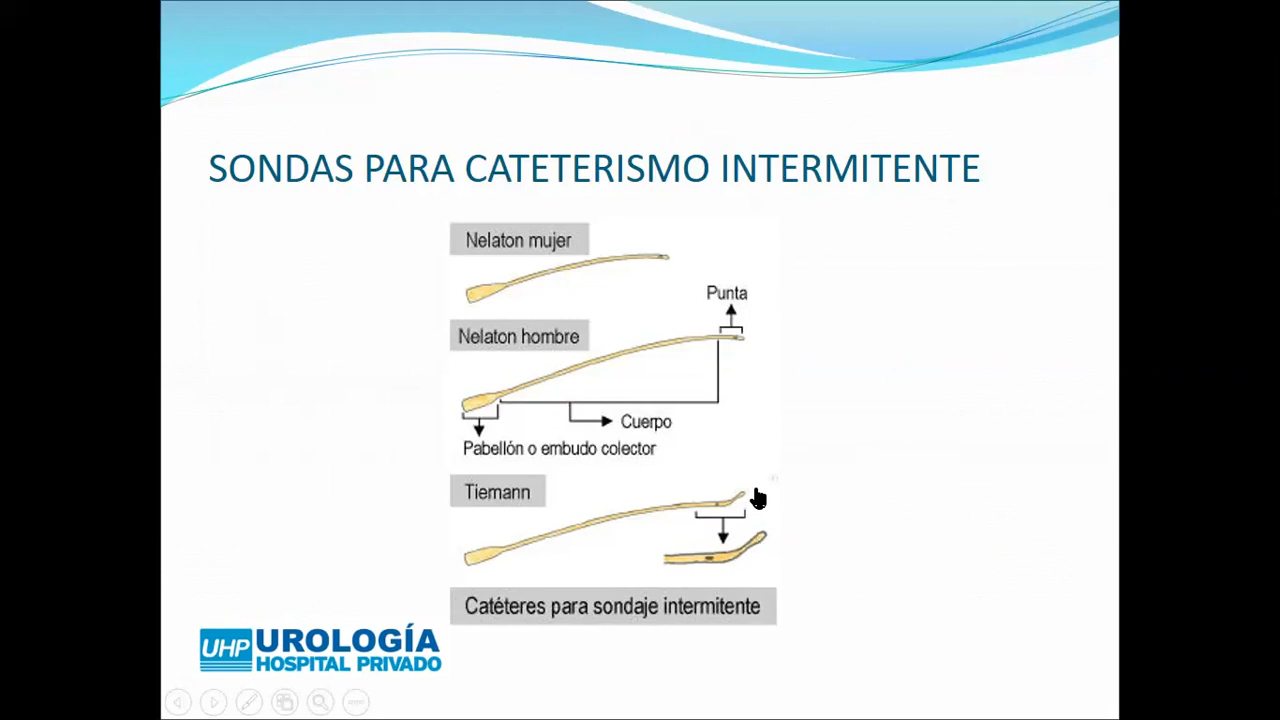 SONDAS PARA CATETERISMO INTERMITENTE
Nelaton mujer
Punta
Nelaton hombre
Cuerpo
Pabellón o embudo colector
Tiemann
Catéteres para sondaje intermitente
UHP UROLOGÍA
HOSPITAL PRIVADO